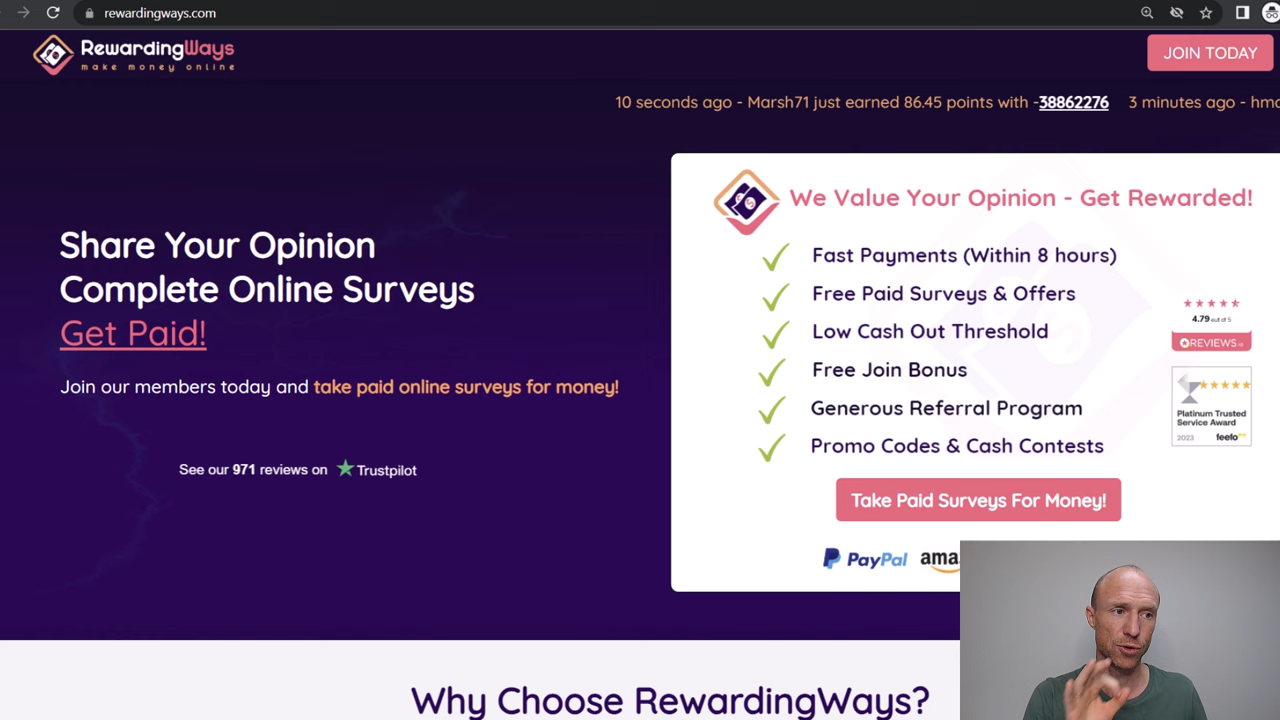 rewardingways.com
RewardingWays
make money online
JOIN TODAY
10 seconds ago - Marsh71 just earned 86.45 points with -38862276 3 minutes ago -
Share Your Opinion
Complete Online Surveys
Get Paid!
Join our members today and take paid online surveys for money!
See our 971 reviews on Trustpilot
We Value Your Opinion - Get Rewarded!
Fast Payments (Within 8 hours)
Free Paid Surveys & Offers
Low Cash Out Threshold
Free Join Bonus
Generous Referral Program
Promo Codes & Cash Contests
4.79 out of 5
REVIEWS.io
Platinum Trusted
Service Award
2023 feefo
Take Paid Surveys For Money!
PayPal
Why Choose RewardingWays?